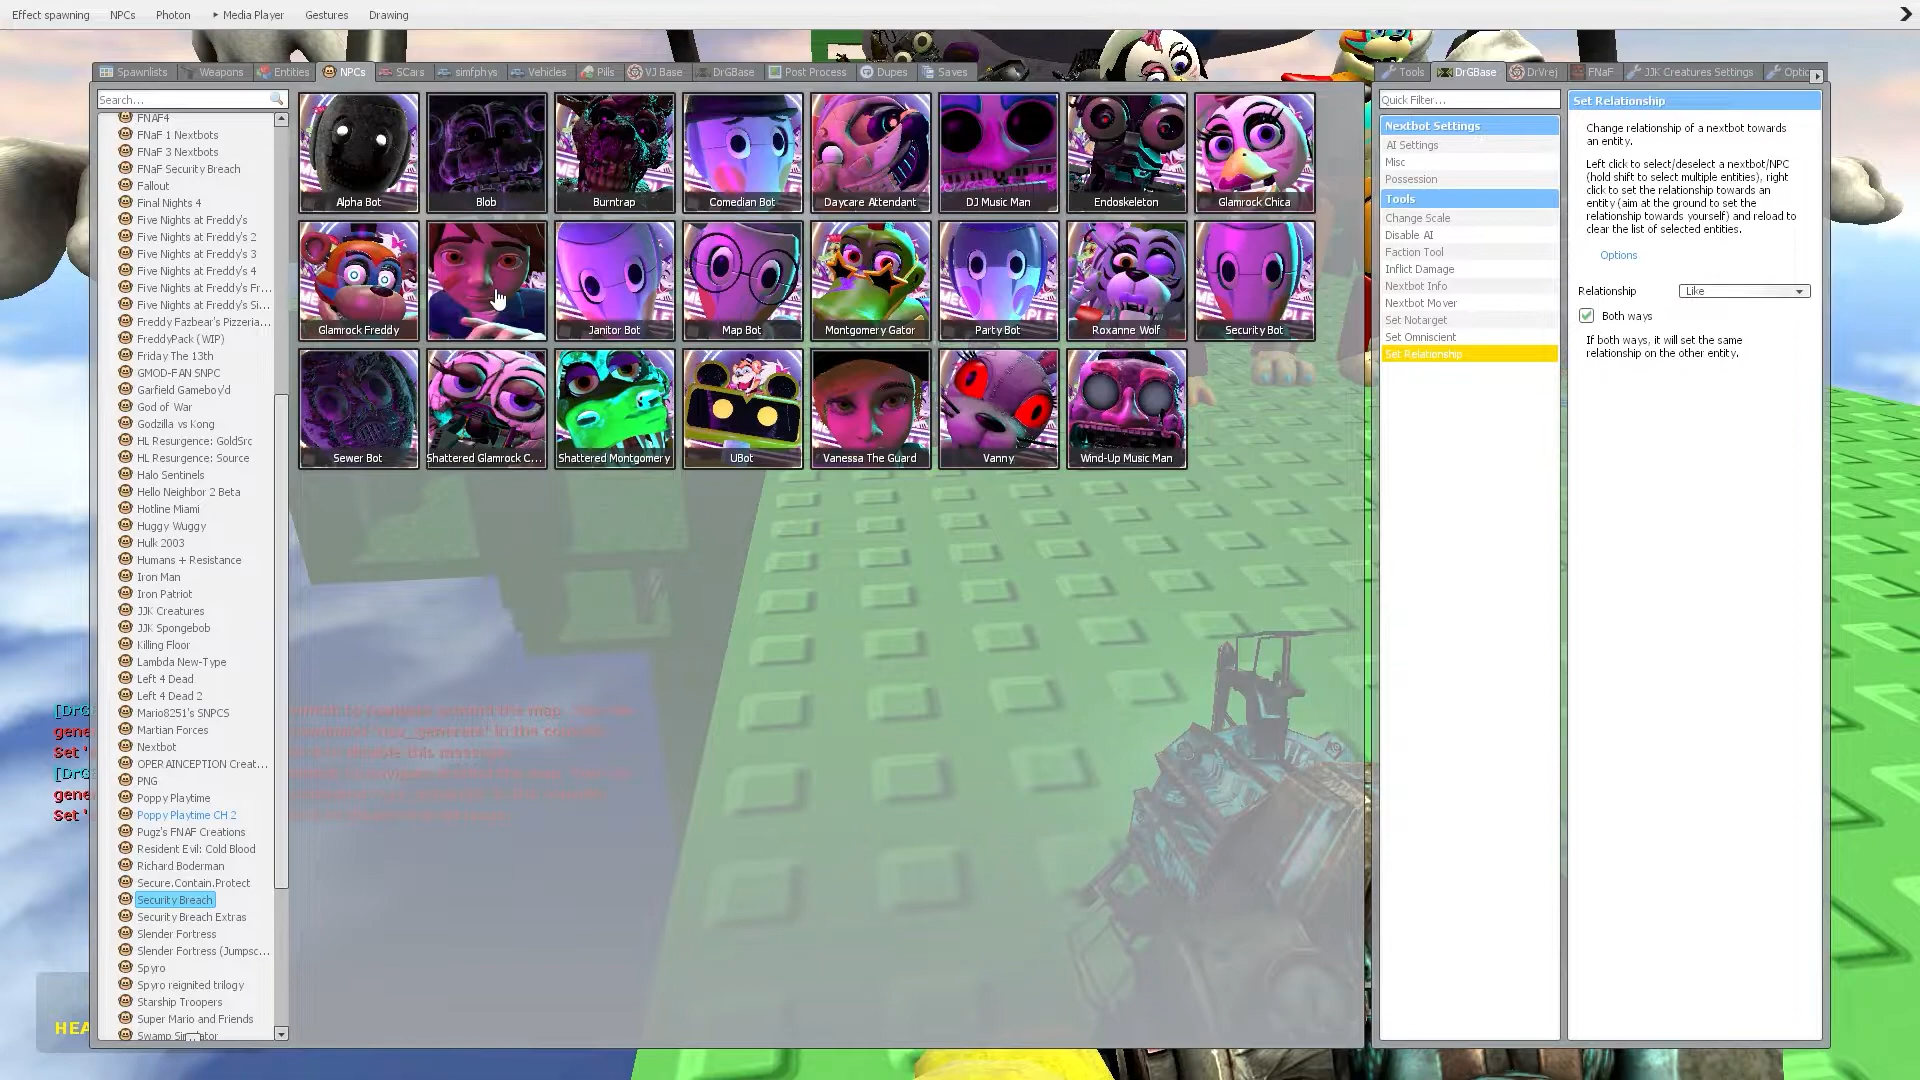 Effect spawning NPCs Photon Media Player Gestures Drawing
Spawnlists Weapons Entities NPCs SCars simfphys Vehicles Pills VJ Base DrGBase Post Process Dupes Saves
Search...
FNAF4
FNaF 1 Nextbots
FNaF 3 Nextbots
FNaF Security Breach
Fallout
Final Nights 4
Five Nights at Freddy's
Five Nights at Freddy's 2
Five Nights at Freddy's 3
Five Nights at Freddy's 4
Five Nights at Freddy's Fr...
Five Nights at Freddy's Si...
Freddy Fazbear's Pizzeria...
FreddyPack (WIP)
Friday The 13th
GMOD-FAN SNPC
Garfield Gameboy'd
God of War
Godzilla vs Kong
HL Resurgence: GoldSrc
HL Resurgence: Source
Halo Sentinels
Hello Neighbor 2 Beta
Hotline Miami
Huggy Wuggy
Hulk 2003
Humans + Resistance
Iron Man
Iron Patriot
JJK Creatures
JJK Spongebob
Killing Floor
Lambda New-Type
Left 4 Dead
Left 4 Dead 2
Mario8251's SNPCS
Martian Forces
Nextbot
OPERAINCEPTION Creat...
PNG
Poppy Playtime
Poppy Playtime CH 2
Pugz's FNAF Creations
Resident Evil: Cold Blood
Richard Boderman
Secure.Contain.Protect
Security Breach
Security Breach Extras
Slender Fortress
Slender Fortress (Jumpsc...
Spyro
Spyro reignited trilogy
Starship Troopers
Super Mario and Friends
Alpha Bot Blob Burntrap Comedian Bot Daycare Attendant DJ Music Man Endoskeleton Glamrock Chica
Glamrock Freddy Janitor Bot Map Bot Montgomery Gator Party Bot Roxanne Wolf Security Bot
Sewer Bot Shattered Glamrock C... Shattered Montgomery UBot Vanessa The Guard Vanny Wind-Up Music Man
[DrG
gene
Set '
[DrG
gene
Set '
HEA
Tools DrGBase DrVrej FNaF JJK Creatures Settings Optio
Quick Filter...
Nextbot Settings
AI Settings
Misc
Possession
Tools
Change Scale
Disable AI
Faction Tool
Inflict Damage
Nextbot Info
Nextbot Mover
Set Notarget
Set Omniscient
Set Relationship
Set Relationship
Change relationship of a nextbot towards
an entity.
Left click to select/deselect a nextbot/NPC
(hold shift to select multiple entities), right
click to set the relationship towards an
entity (aim at the ground to set the
relationship towards yourself) and reload to
clear the list of selected entities.
Options
Relationship Like
Both ways
If both ways, it will set the same
relationship on the other entity.